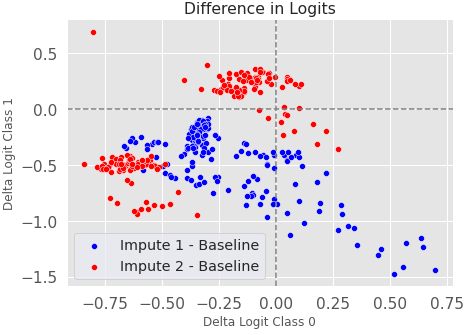 Difference in Logits
Delta Logit Class 1
0.5
0.0
−0.5
−1.0
−1.5
Impute 1 - Baseline
Impute 2 - Baseline
−0.75 −0.50 −0.25 0.00 0.25 0.50 0.75
Delta Logit Class 0